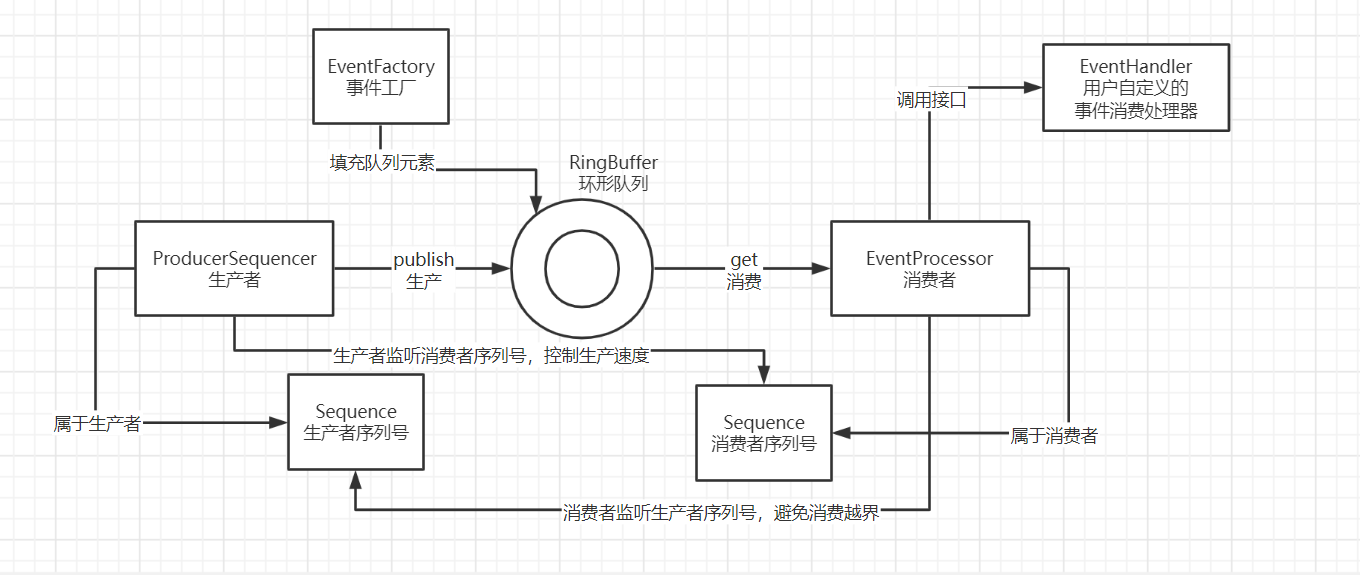 EventFactory
事件工厂
EventHandler
用户自定义的
事件消费处理器
调用接口
填充队列元素
RingBuffer
环形队列
ProducerSequencer
生产者
publish
生产
get
消费
EventProcessor
消费者
生产者监听消费者序列号，控制生产速度
Sequence
生产者序列号
Sequence
消费者序列号
属于生产者
属于消费者
消费者监听生产者序列号，避免消费越界